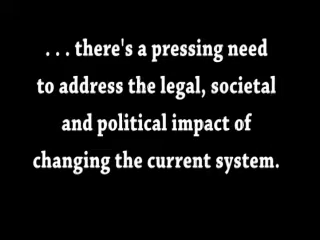 . . . there's a pressing need
to address the legal, societal
and political impact of
changing the current system.